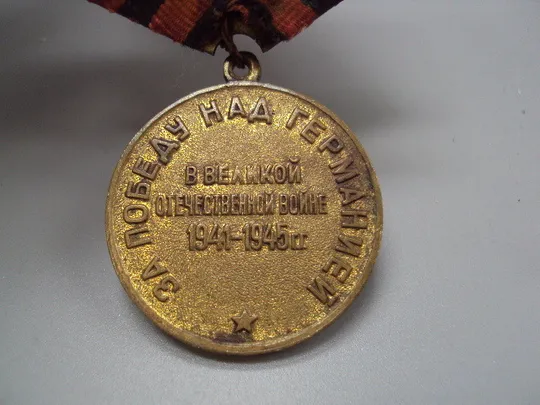 ЗА ПОБЕДУ НАД ГЕРМАНИЕЙ
В ВЕЛИКОЙ
ОТЕЧЕСТВЕННОЙ ВОЙНЕ
1941–1945 гг